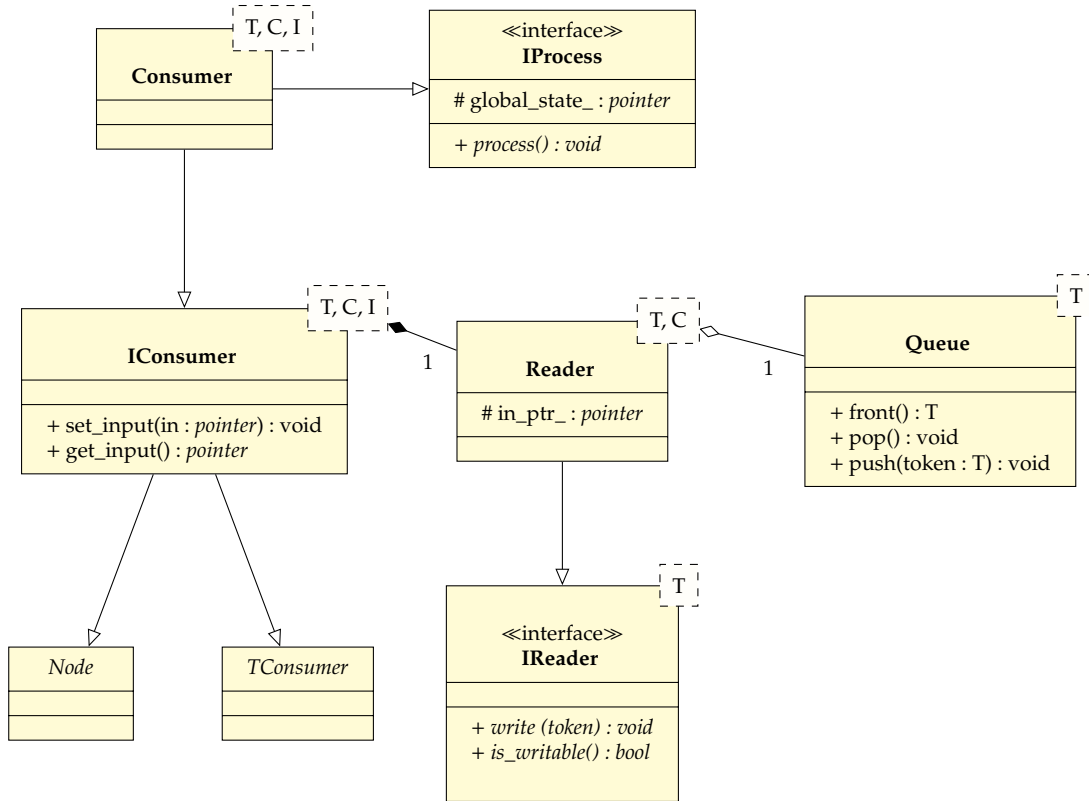 T, C, I
Consumer
≪interface≫
IProcess
# global_state_ : pointer
+ process() : void
T, C, I
IConsumer
+ set_input(in : pointer) : void
+ get_input() : pointer
1
T, C
Reader
# in_ptr_ : pointer
1
T
Queue
+ front() : T
+ pop() : void
+ push(token : T) : void
Node
TConsumer
T
≪interface≫
IReader
+ write (token) : void
+ is_writable() : bool